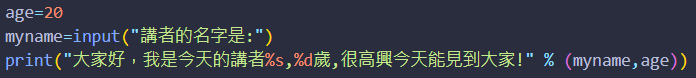 age=20
myname=input("講者的名字是:")
print("大家好，我是今天的講者%s,%d歲,很高興今天能見到大家!" % (myname,age))